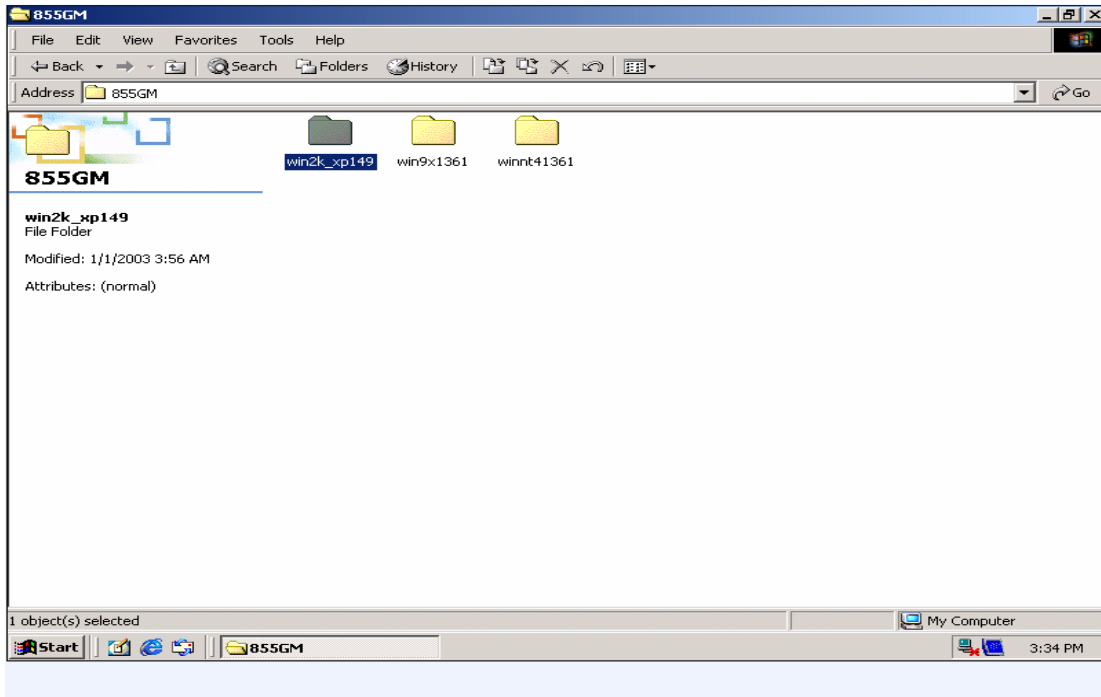 855GM
File Edit View Favorites Tools Help
Back Search Folders History
Address 855GM Go
855GM
win2k_xp149
File Folder
Modified: 1/1/2003 3:56 AM
Attributes: (normal)
win2k_xp149 win9x1361 winnt41361
1 object(s) selected My Computer
Start 855GM 3:34 PM